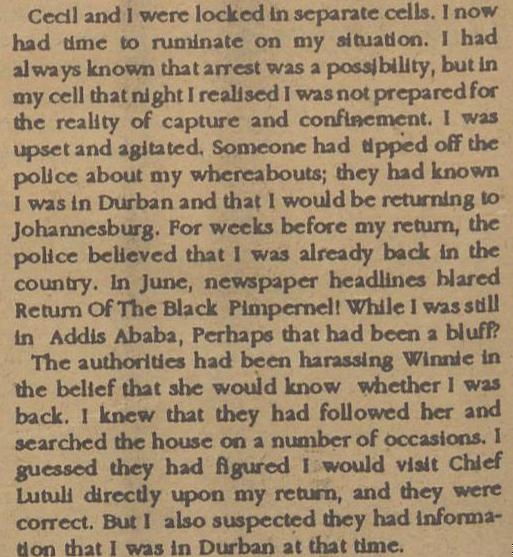 Cecil and I were locked in separate cells. I now
had time to ruminate on my situation. I had
always known that arrest was a possibility, but in
my cell that night I realised I was not prepared for
the reality of capture and confinement. I was
upset and agitated. Someone had tipped off the
police about my whereabouts; they had known
I was in Durban and that I would be returning to
Johannesburg. For weeks before my return, the
police believed that I was already back in the
country. In June, newspaper headlines blared
Return Of The Black Pimpernel! While I was still
in Addis Ababa, Perhaps that had been a bluff?
The authorities had been harassing Winnie in
the belief that she would know whether I was
back. I knew that they had followed her and
searched the house on a number of occasions. I
guessed they had figured I would visit Chief
Lutuli directly upon my return, and they were
correct. But I also suspected they had informa-
tion that I was in Durban at that time.